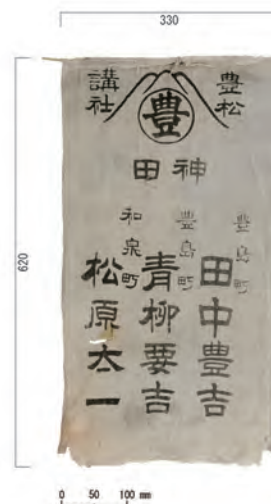 330
620
豊松
豊
講社
神田
豊島町
田中豊吉
豊島町
青柳要吉
和泉町
松原太一
0 50 100 mm